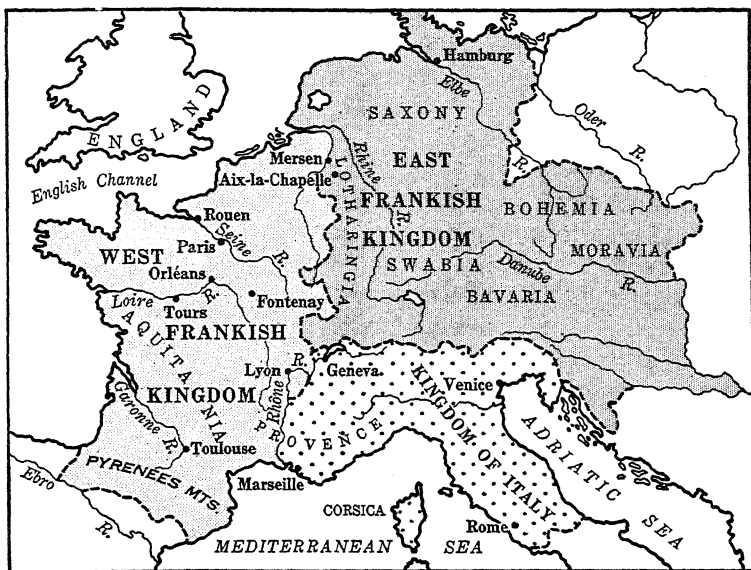 Hamburg
Elbe R.
SAXONY
Oder R.
ENGLAND
English Channel
Mersen
Aix-la-Chapelle
LOTHARINGIA
Rhine R.
EAST
FRANKISH
KINGDOM
BOHEMIA
MORAVIA
SWABIA
Danube R.
BAVARIA
Rouen
Seine R.
Paris
WEST
Orléans
Loire R.
Tours
Fontenay
AQUITANIA
FRANKISH
KINGDOM
Lyon
Geneva
Rhône R.
Garonne R.
Toulouse
PROVENCE
KINGDOM OF ITALY
Venice
ADRIATIC SEA
PYRENÉES MTS.
Ebro R.
Marseille
CORSICA
Rome
MEDITERRANEAN SEA